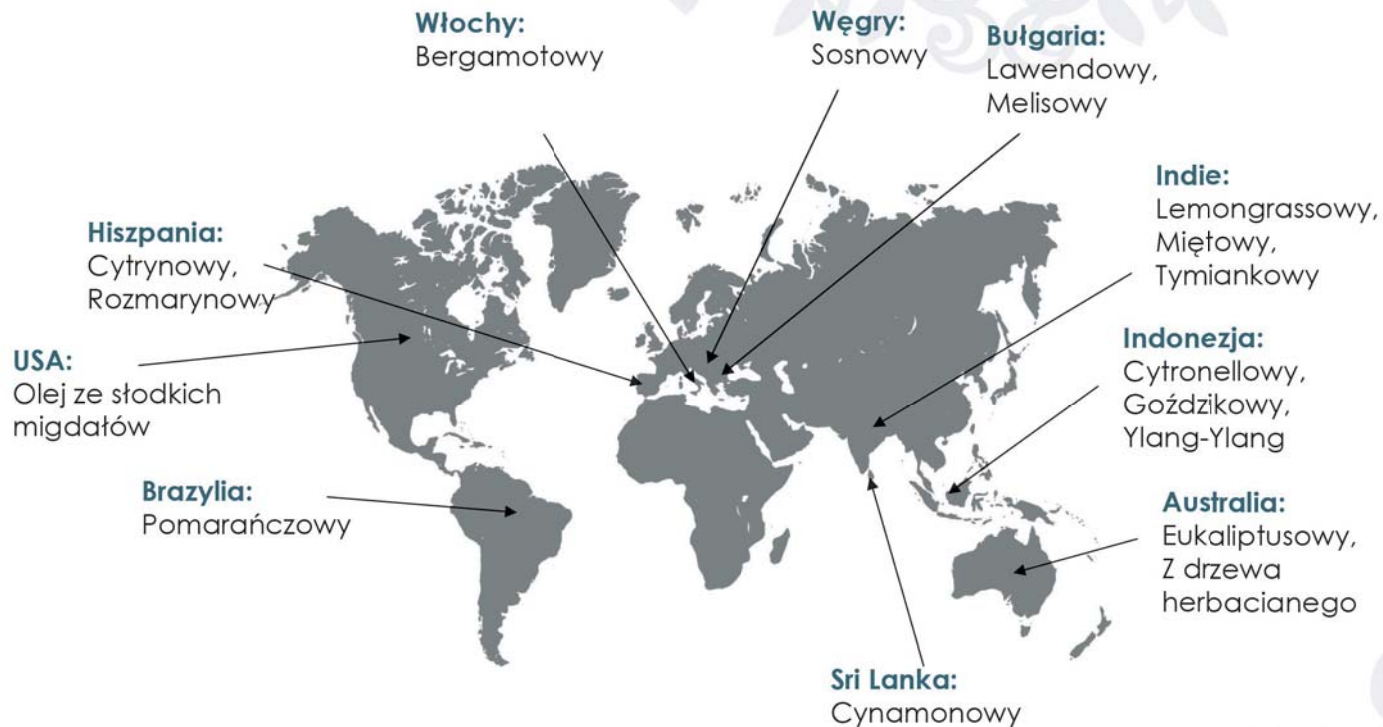 Włochy:
Bergamotowy
Węgry:
Sosnowy
Bułgaria:
Lawendowy,
Melisowy
Indie:
Lemongrassowy,
Miętowy,
Tymiankowy
Hiszpania:
Cytrynowy,
Rozmarynowy
Indonezja:
Cytronellowy,
Goździkowy,
Ylang-Ylang
USA:
Olej ze słodkich
migdałów
Brazylia:
Pomarańczowy
Australia:
Eukaliptusowy,
Z drzewa
herbacianego
Sri Lanka:
Cynamonowy